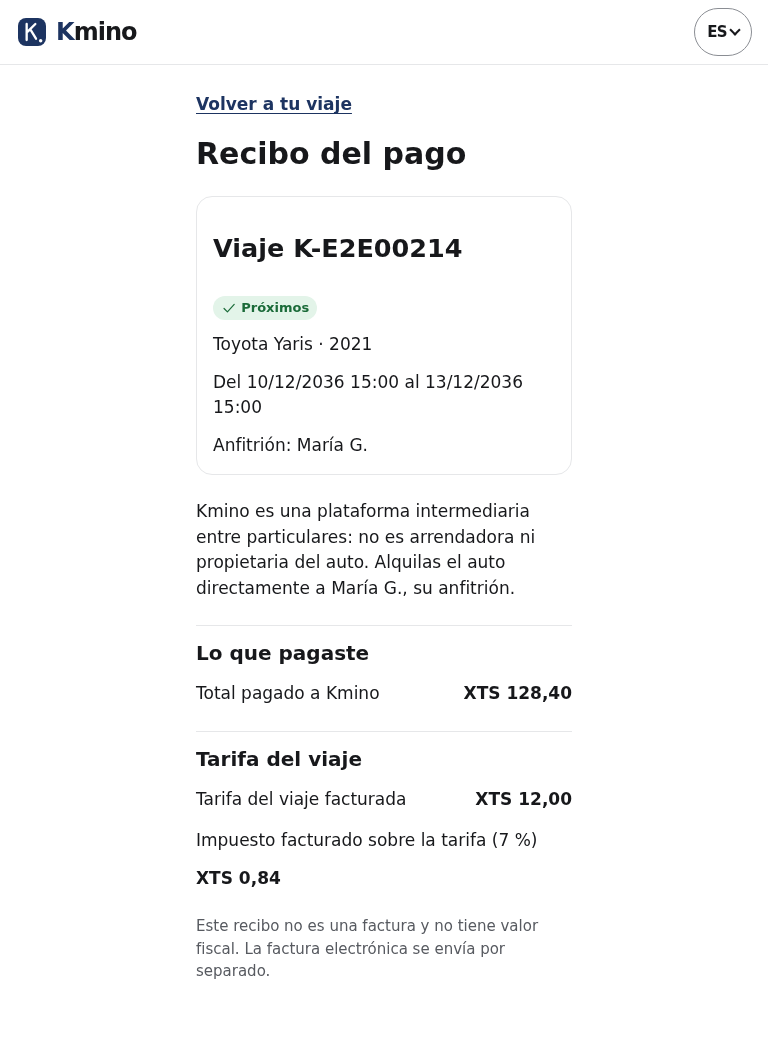 Kmino
ES
Volver a tu viaje
Recibo del pago
Viaje K-E2E00214
Próximos
Toyota Yaris · 2021
Del 10/12/2036 15:00 al 13/12/2036
15:00
Anfitrión: María G.
Kmino es una plataforma intermediaria
entre particulares: no es arrendadora ni
propietaria del auto. Alquilas el auto
directamente a María G., su anfitrión.
Lo que pagaste
Total pagado a Kmino XTS 128,40
Tarifa del viaje
Tarifa del viaje facturada XTS 12,00
Impuesto facturado sobre la tarifa (7 %)
XTS 0,84
Este recibo no es una factura y no tiene valor
fiscal. La factura electrónica se envía por
separado.